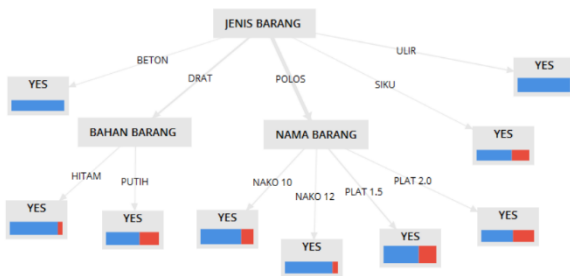 JENIS BARANG
BETON
DRAT
POLOS
SIKU
ULIR
YES
YES
YES
BAHAN BARANG
NAMA BARANG
HITAM
PUTIH
NAKO 10
NAKO 12
PLAT 1.5
PLAT 2.0
YES
YES
YES
YES
YES
YES